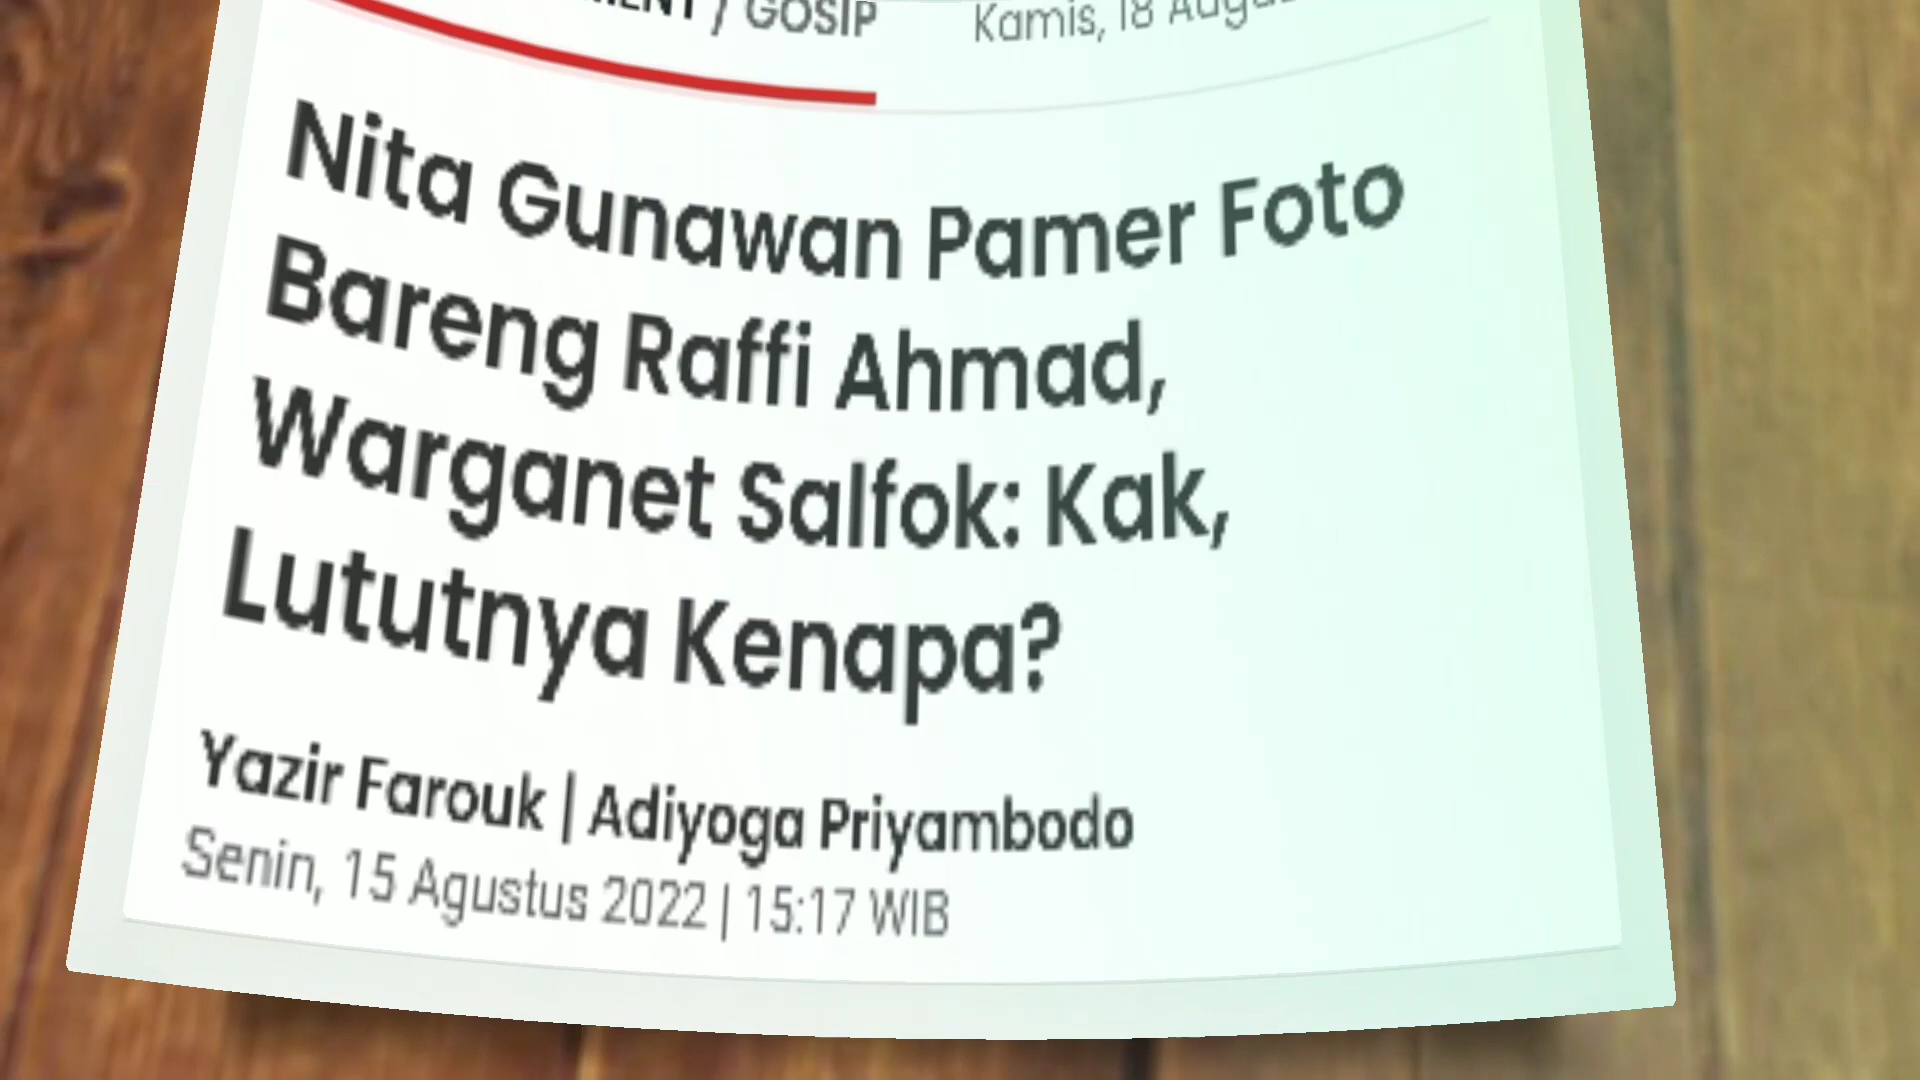 / GOSIP
Kamis, 18
Nita Gunawan Pamer Foto
Bareng Raffi Ahmad,
Warganet Salfok: Kak,
Lututnya Kenapa?
Yazir Farouk | Adiyoga Priyambodo
Senin, 15 Agustus 2022 | 15:17 WIB